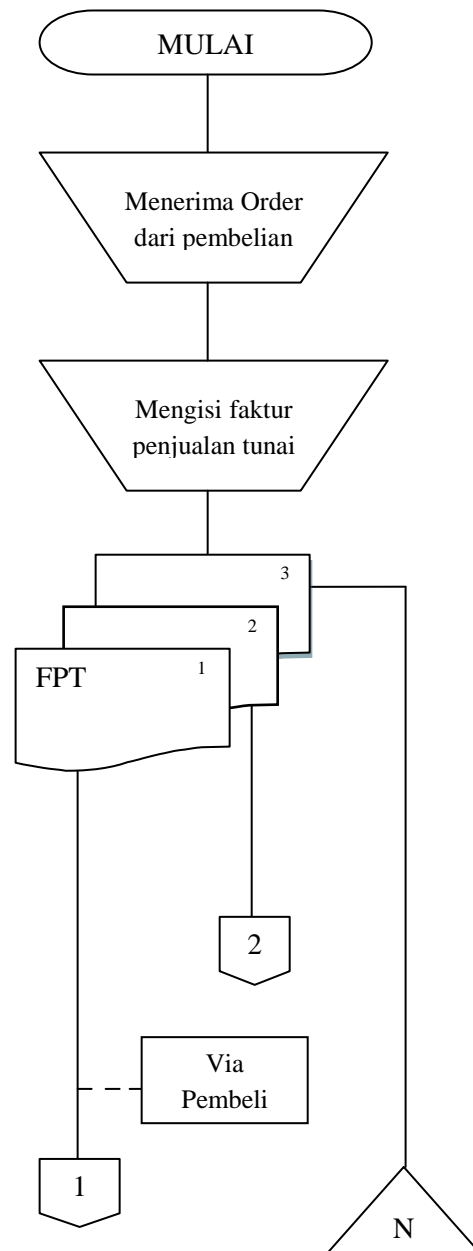 MULAI
Menerima Order
dari pembelian
Mengisi faktur
penjualan tunai
3
2
FPT 1
2
Via
Pembeli
1
N